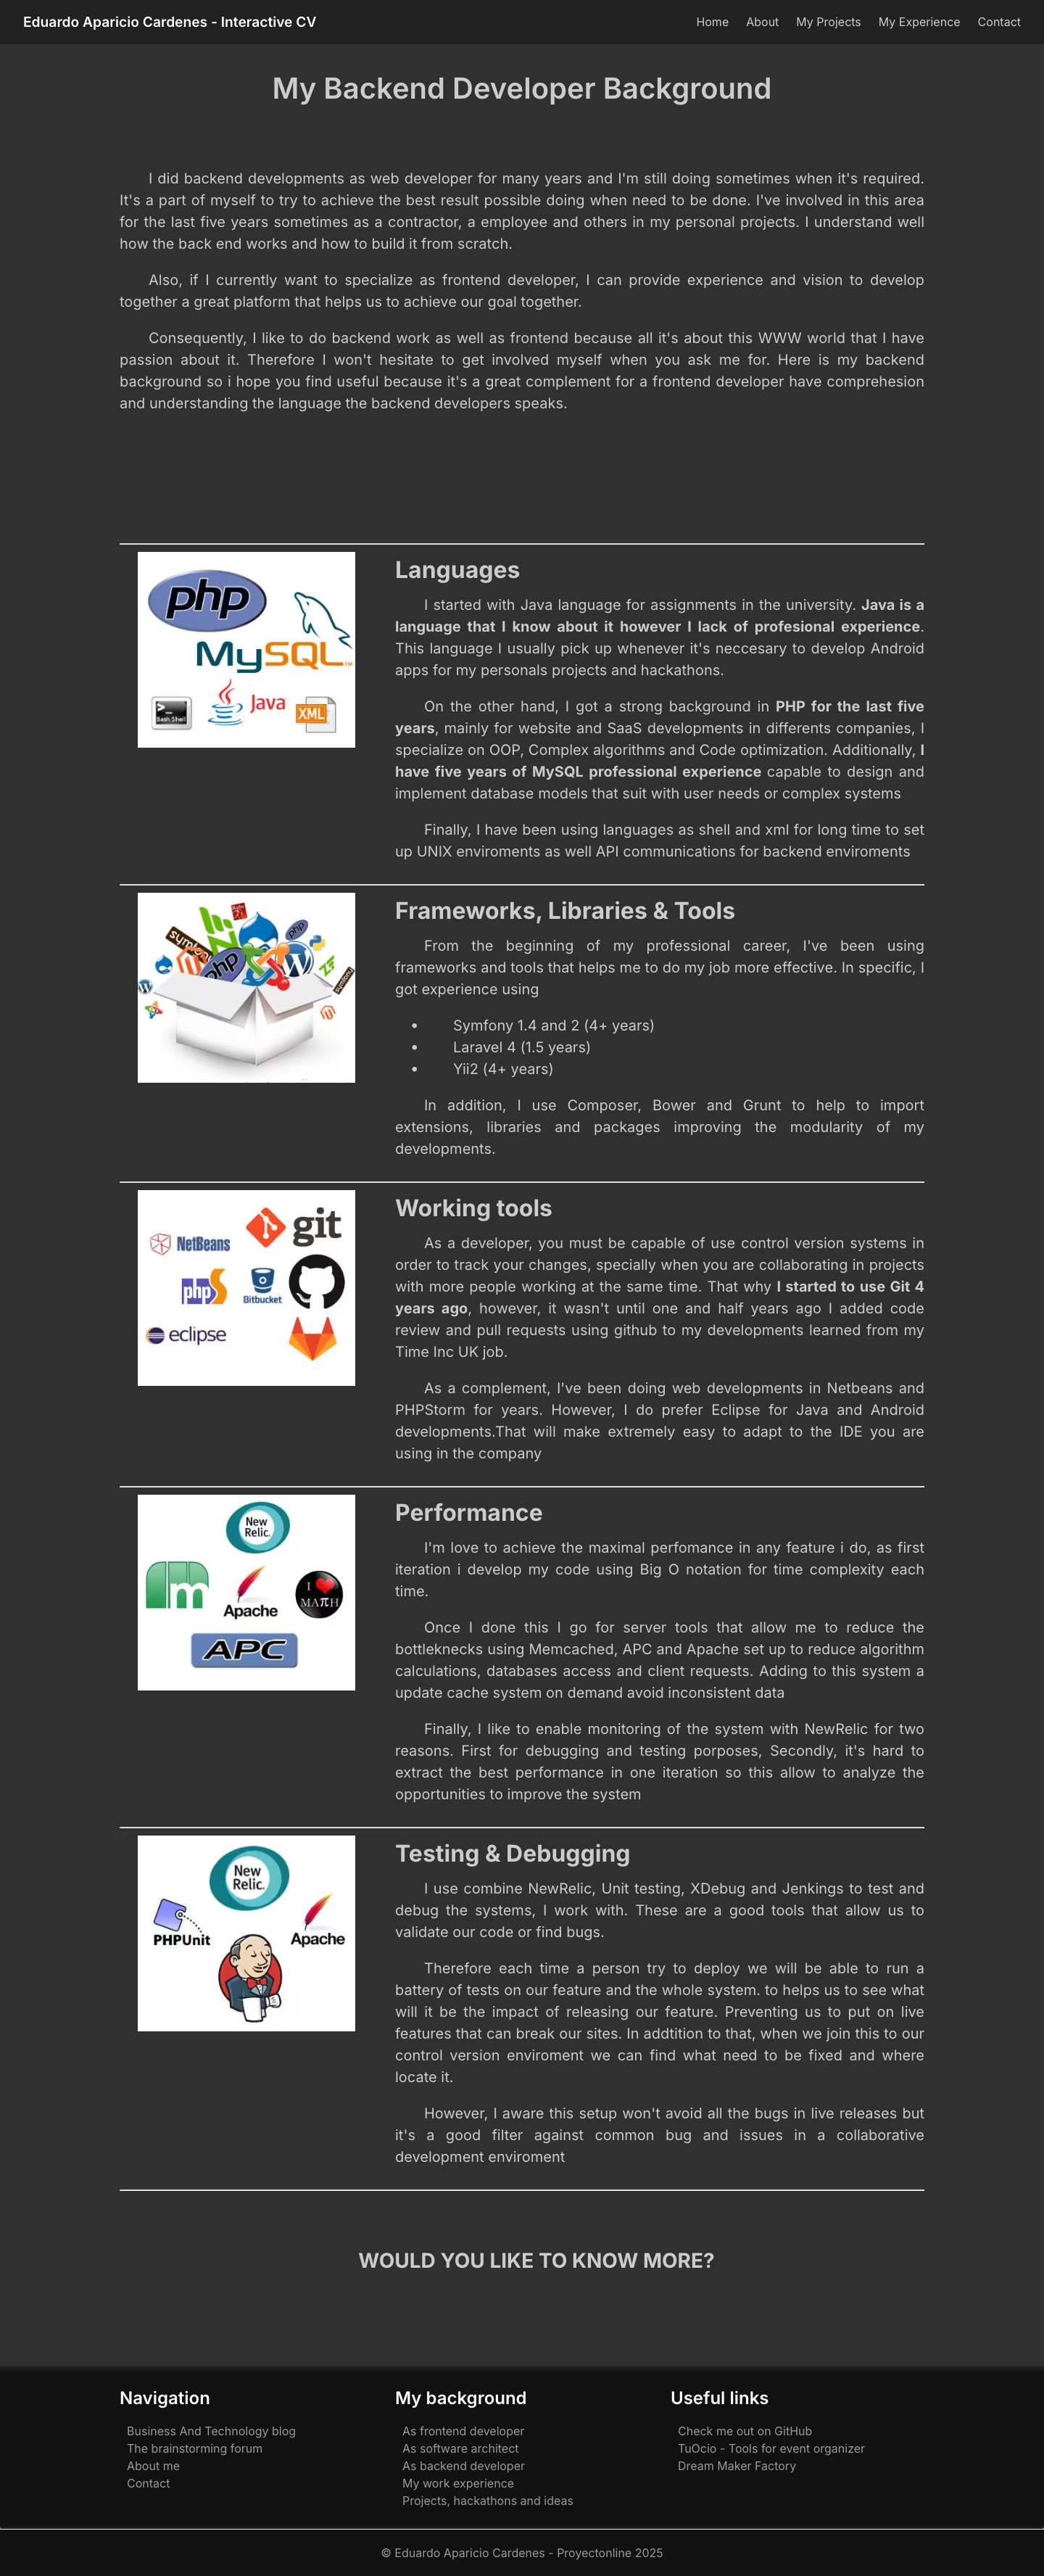 Eduardo Aparicio Cardenes - Interactive CV
Home About My Projects My Experience Contact
My Backend Developer Background
I did backend developments as web developer for many years and I'm still doing sometimes when it's required.
It's a part of myself to try to achieve the best result possible doing when need to be done. I've involved in this area
for the last five years sometimes as a contractor, a employee and others in my personal projects. I understand well
how the back end works and how to build it from scratch.
Also, if I currently want to specialize as frontend developer, I can provide experience and vision to develop
together a great platform that helps us to achieve our goal together.
Consequently, I like to do backend work as well as frontend because all it's about this WWW world that I have
passion about it. Therefore I won't hesitate to get involved myself when you ask me for. Here is my backend
background so i hope you find useful because it's a great complement for a frontend developer have comprehesion
and understanding the language the backend developers speaks.
php
MySQL
Bash Shell
Java
XML
Languages
I started with Java language for assignments in the university. Java is a
language that I know about it however I lack of profesional experience.
This language I usually pick up whenever it's neccesary to develop Android
apps for my personals projects and hackathons.
On the other hand, I got a strong background in PHP for the last five
years, mainly for website and SaaS developments in differents companies, I
specialize on OOP, Complex algorithms and Code optimization. Additionally, I
have five years of MySQL professional experience capable to design and
implement database models that suit with user needs or complex systems
Finally, I have been using languages as shell and xml for long time to set
up UNIX enviroments as well API communications for backend enviroments
php
php
Frameworks, Libraries & Tools
From the beginning of my professional career, I've been using
frameworks and tools that helps me to do my job more effective. In specific, I
got experience using
• Symfony 1.4 and 2 (4+ years)
• Laravel 4 (1.5 years)
• Yii2 (4+ years)
In addition, I use Composer, Bower and Grunt to help to import
extensions, libraries and packages improving the modularity of my
developments.
NetBeans
git
phpS
Bitbucket
eclipse
Working tools
As a developer, you must be capable of use control version systems in
order to track your changes, specially when you are collaborating in projects
with more people working at the same time. That why I started to use Git 4
years ago, however, it wasn't until one and half years ago I added code
review and pull requests using github to my developments learned from my
Time Inc UK job.
As a complement, I've been doing web developments in Netbeans and
PHPStorm for years. However, I do prefer Eclipse for Java and Android
developments.That will make extremely easy to adapt to the IDE you are
using in the company
New Relic.
m
Apache
I MAπH
APC
Performance
I'm love to achieve the maximal perfomance in any feature i do, as first
iteration i develop my code using Big O notation for time complexity each
time.
Once I done this I go for server tools that allow me to reduce the
bottleknecks using Memcached, APC and Apache set up to reduce algorithm
calculations, databases access and client requests. Adding to this system a
update cache system on demand avoid inconsistent data
Finally, I like to enable monitoring of the system with NewRelic for two
reasons. First for debugging and testing porposes, Secondly, it's hard to
extract the best performance in one iteration so this allow to analyze the
opportunities to improve the system
New Relic.
PHPUnit
Apache
Testing & Debugging
I use combine NewRelic, Unit testing, XDebug and Jenkings to test and
debug the systems, I work with. These are a good tools that allow us to
validate our code or find bugs.
Therefore each time a person try to deploy we will be able to run a
battery of tests on our feature and the whole system. to helps us to see what
will it be the impact of releasing our feature. Preventing us to put on live
features that can break our sites. In addtition to that, when we join this to our
control version enviroment we can find what need to be fixed and where
locate it.
However, I aware this setup won't avoid all the bugs in live releases but
it's a good filter against common bug and issues in a collaborative
development enviroment
WOULD YOU LIKE TO KNOW MORE?
Navigation
Business And Technology blog
The brainstorming forum
About me
Contact
My background
As frontend developer
As software architect
As backend developer
My work experience
Projects, hackathons and ideas
Useful links
Check me out on GitHub
TuOcio - Tools for event organizer
Dream Maker Factory
© Eduardo Aparicio Cardenes - Proyectonline 2025